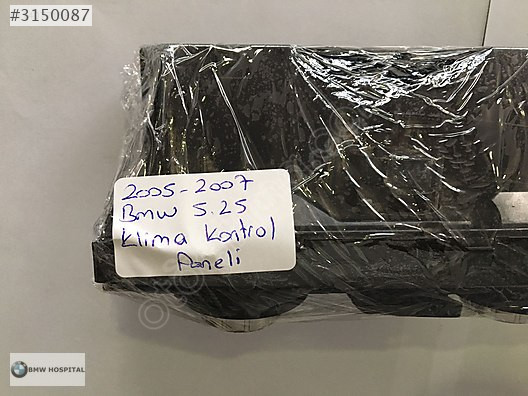 #3150087
2005-2007
Bmw 5.25
Klima Kontrol
Paneli
BMW HOSPITAL